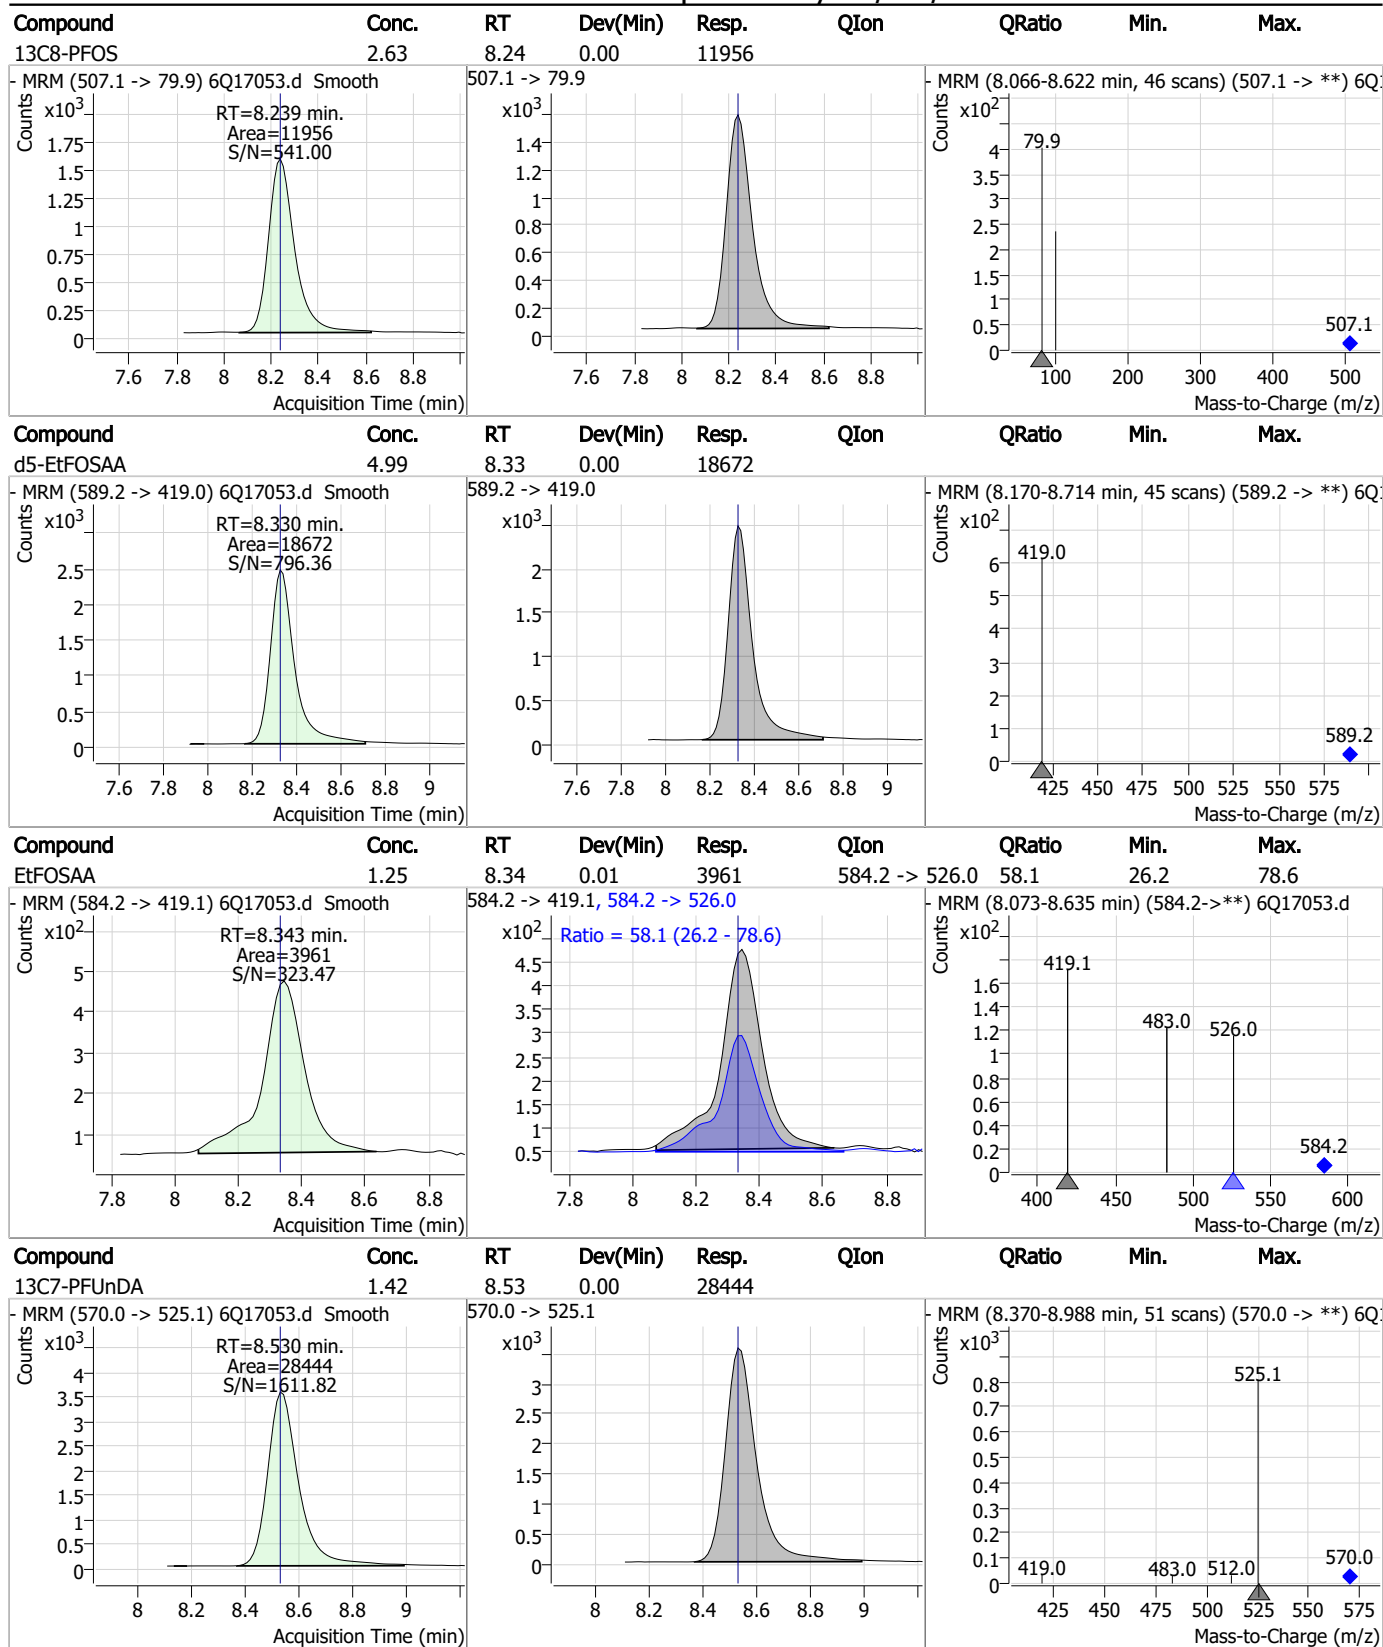 Compound Conc. RT Dev(Min) Resp. QIon QRatio Min. Max.
13C8-PFOS 2.63 8.24 0.00 11956
- MRM (507.1 -> 79.9) 6Q17053.d Smooth
RT=8.239 min.
Area=11956
S/N=541.00
Counts
x10³
1.75
1.5
1.25
1
0.75
0.5
0.25
0
7.6 7.8 8 8.2 8.4 8.6 8.8
Acquisition Time (min)
507.1 -> 79.9
x10³
1.4
1.2
1
0.8
0.6
0.4
0.2
0
7.6 7.8 8 8.2 8.4 8.6 8.8
- MRM (8.066-8.622 min, 46 scans) (507.1 -> **) 6Q
Counts
x10²
79.9
4
3.5
3
2.5
2
1.5
1
0.5
0
507.1
100 200 300 400 500
Mass-to-Charge (m/z)
Compound Conc. RT Dev(Min) Resp. QIon QRatio Min. Max.
d5-EtFOSAA 4.99 8.33 0.00 18672
- MRM (589.2 -> 419.0) 6Q17053.d Smooth
RT=8.330 min.
Area=18672
S/N=796.36
Counts
x10³
2.5
2
1.5
1
0.5
0
7.6 7.8 8 8.2 8.4 8.6 8.8 9
Acquisition Time (min)
589.2 -> 419.0
x10³
2
1.5
1
0.5
0
7.6 7.8 8 8.2 8.4 8.6 8.8 9
- MRM (8.170-8.714 min, 45 scans) (589.2 -> **) 6Q
Counts
x10²
419.0
6
5
4
3
2
1
0
589.2
425 450 475 500 525 550 575
Mass-to-Charge (m/z)
Compound Conc. RT Dev(Min) Resp. QIon QRatio Min. Max.
EtFOSAA 1.25 8.34 0.01 3961 584.2 -> 526.0 58.1 26.2 78.6
- MRM (584.2 -> 419.1) 6Q17053.d Smooth
RT=8.343 min.
Area=3961
S/N=323.47
Counts
x10²
5
4
3
2
1
7.8 8 8.2 8.4 8.6 8.8
Acquisition Time (min)
584.2 -> 419.1, 584.2 -> 526.0
Ratio = 58.1 (26.2 - 78.6)
x10²
4.5
4
3.5
3
2.5
2
1.5
1
0.5
7.8 8 8.2 8.4 8.6 8.8
- MRM (8.073-8.635 min) (584.2->**) 6Q17053.d
Counts
x10²
419.1
483.0
526.0
1.6
1.4
1.2
1
0.8
0.6
0.4
0.2
0
584.2
400 450 500 550 600
Mass-to-Charge (m/z)
Compound Conc. RT Dev(Min) Resp. QIon QRatio Min. Max.
13C7-PFUnDA 1.42 8.53 0.00 28444
- MRM (570.0 -> 525.1) 6Q17053.d Smooth
RT=8.530 min.
Area=28444
S/N=1611.82
Counts
x10³
4
3.5
3
2.5
2
1.5
1
0.5
0
8 8.2 8.4 8.6 8.8 9
Acquisition Time (min)
570.0 -> 525.1
x10³
3
2.5
2
1.5
1
0.5
0
8 8.2 8.4 8.6 8.8 9
- MRM (8.370-8.988 min, 51 scans) (570.0 -> **) 6Q
Counts
x10³
525.1
0.8
0.7
0.6
0.5
0.4
0.3
0.2
0.1
0
419.0 483.0 512.0 570.0
425 450 475 500 525 550 575
Mass-to-Charge (m/z)